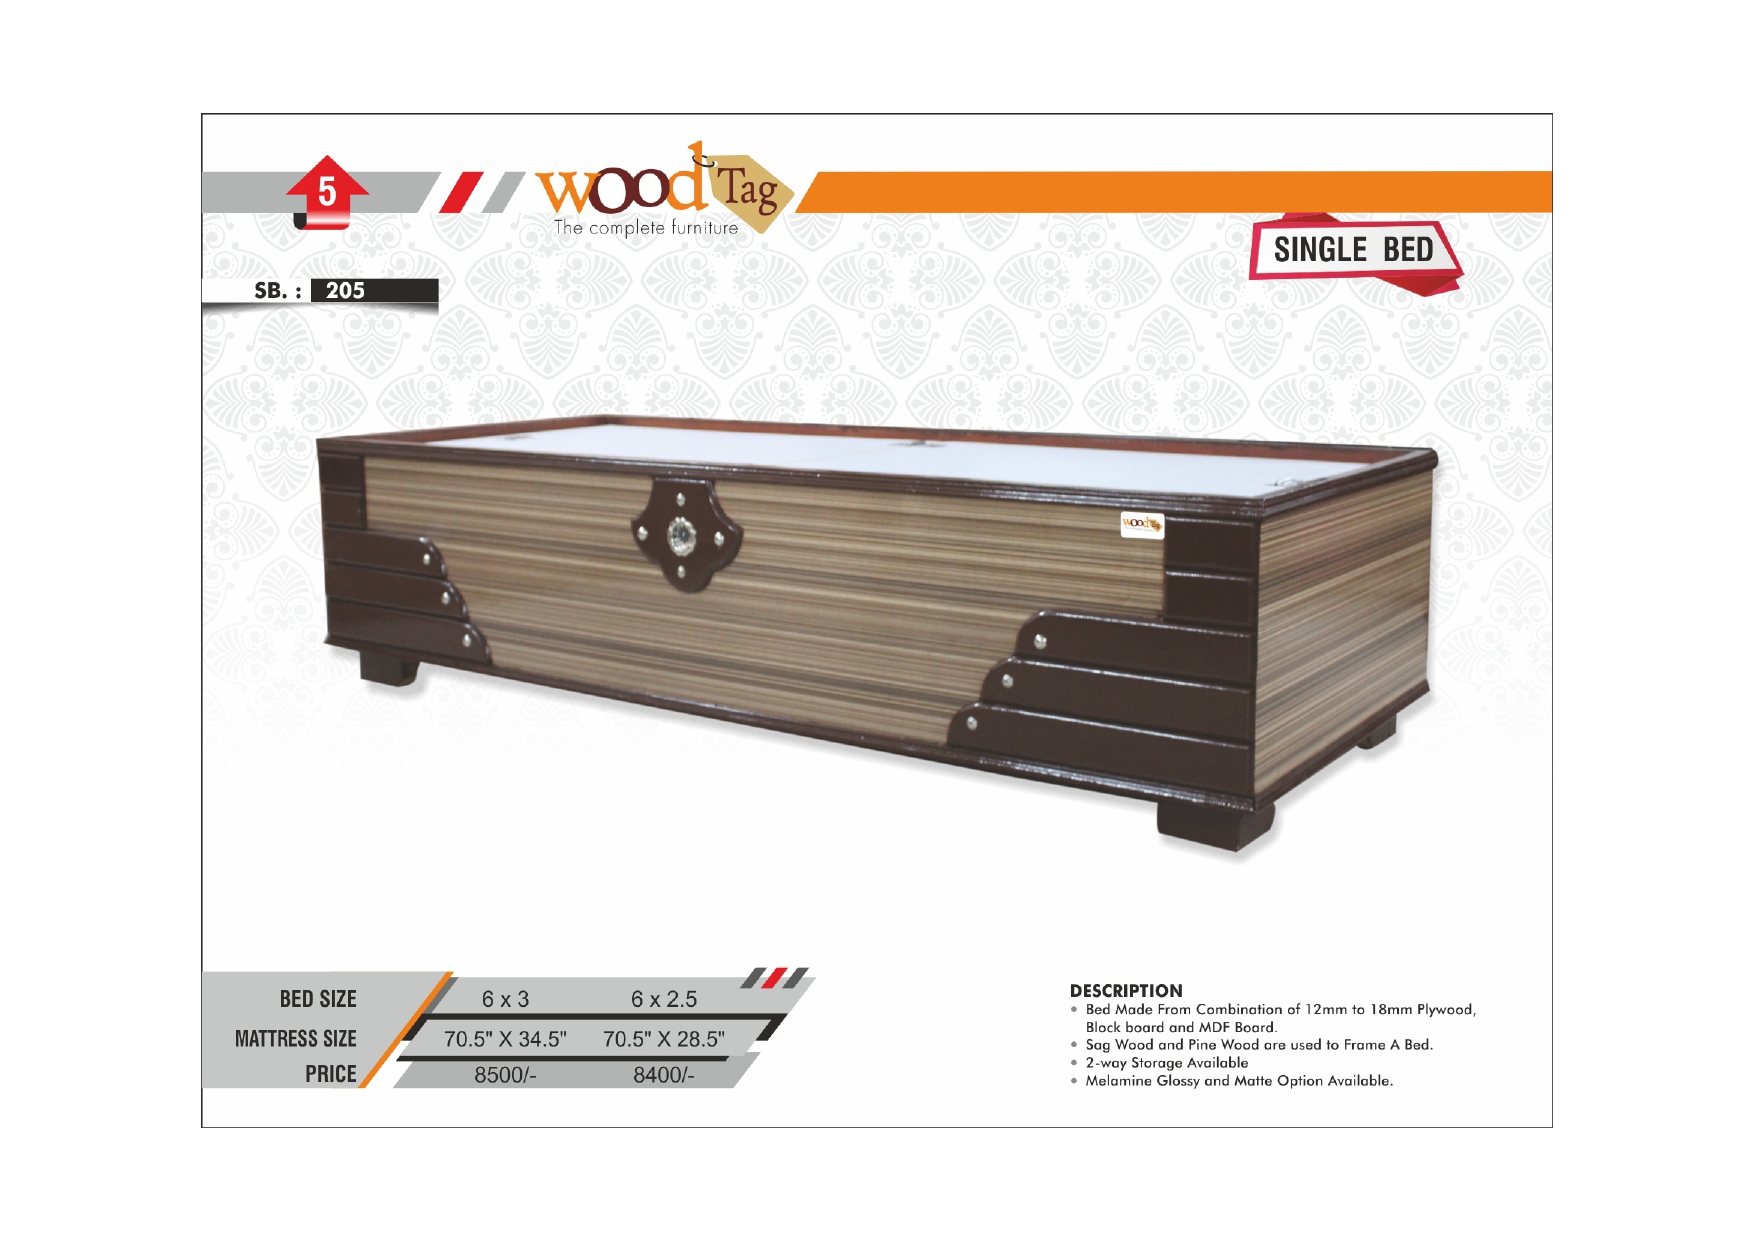 5
wood Tag
The complete furniture
SINGLE BED
SB. : 205
wood Tag
BED SIZE 6 x 3 6 x 2.5
MATTRESS SIZE 70.5" X 34.5" 70.5" X 28.5"
PRICE 8500/- 8400/-
DESCRIPTION
• Bed Made From Combination of 12mm to 18mm Plywood,
Block board and MDF Board.
• Sag Wood and Pine Wood are used to Frame A Bed.
• 2-way Storage Available
• Melamine Glossy and Matte Option Available.